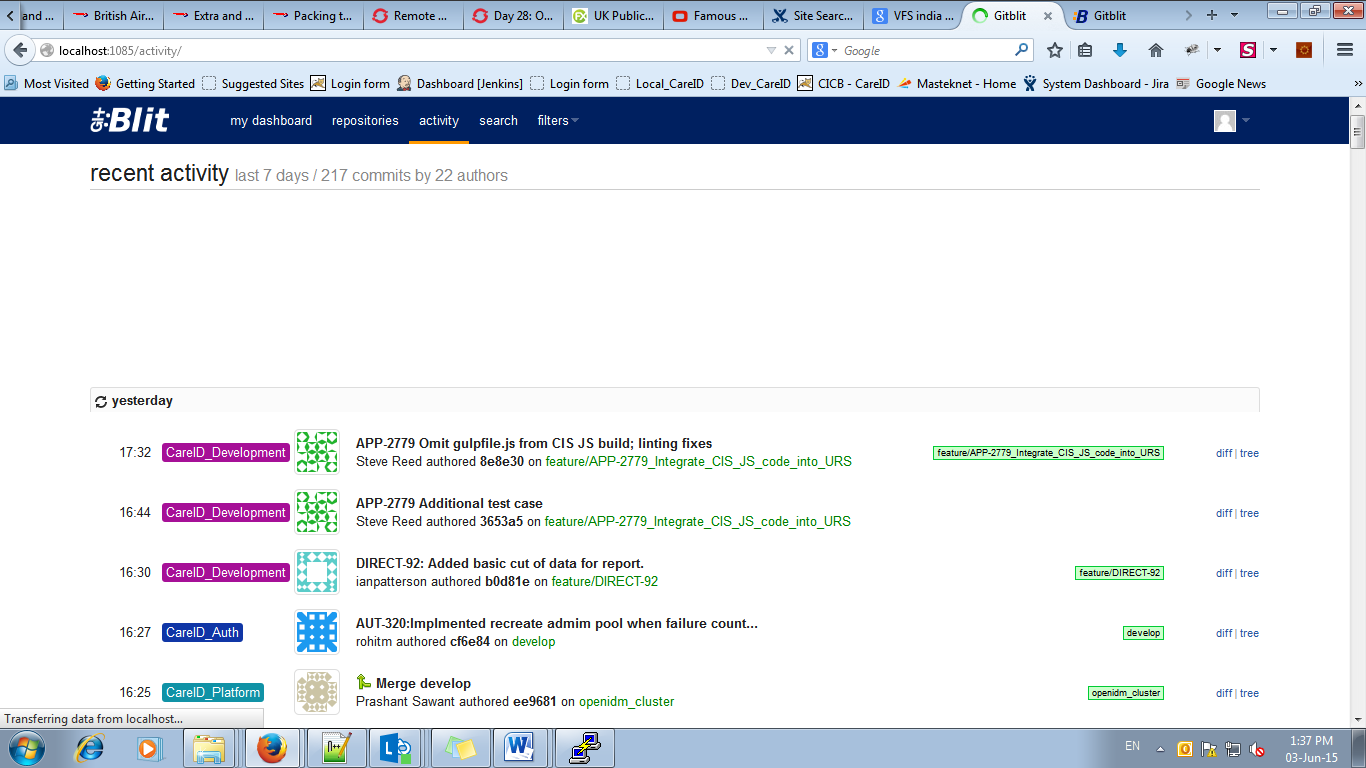 and ... British Air... Extra and ... Packing t... Remote ... Day 28: O... UK Public... Famous ... Site Searc... VFS india ... Gitblit Gitblit
localhost:1085/activity/ Google
Most Visited Getting Started Suggested Sites Login form Dashboard [Jenkins] Login form Local_CareID Dev_CareID CICB - CareID Masteknet - Home System Dashboard - Jira Google News
git:Blit my dashboard repositories activity search filters
recent activity last 7 days / 217 commits by 22 authors
yesterday
17:32 CareID_Development APP-2779 Omit gulpfile.js from CIS JS build; linting fixes
Steve Reed authored 8e8e30 on feature/APP-2779_Integrate_CIS_JS_code_into_URS feature/APP-2779_Integrate_CIS_JS_code_into_URS diff | tree
16:44 CareID_Development APP-2779 Additional test case
Steve Reed authored 3653a5 on feature/APP-2779_Integrate_CIS_JS_code_into_URS diff | tree
16:30 CareID_Development DIRECT-92: Added basic cut of data for report.
ianpatterson authored b0d81e on feature/DIRECT-92 feature/DIRECT-92 diff | tree
16:27 CareID_Auth AUT-320:Implmented recreate admim pool when failure count...
rohitm authored cf6e84 on develop develop diff | tree
16:25 CareID_Platform Merge develop
Prashant Sawant authored ee9681 on openidm_cluster openidm_cluster diff | tree
Transferring data from localhost...
EN 1:37 PM
03-Jun-15